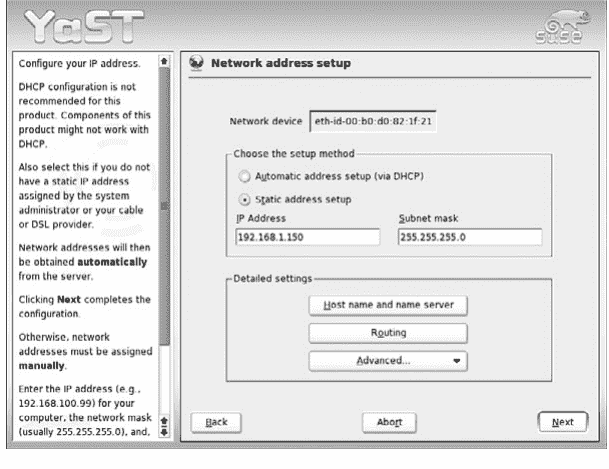 YaST
SUSE
Configure your IP address.
DHCP configuration is not
recommended for this
product. Components of this
product might not work with
DHCP.
Also select this if you do not
have a static IP address
assigned by the system
administrator or your cable
or DSL provider.
Network addresses will then
be obtained automatically
from the server.
Clicking Next completes the
configuration.
Otherwise, network
addresses must be assigned
manually.
Enter the IP address (e.g.,
192.168.100.99) for your
computer, the network mask
(usually 255.255.255.0), and,
Network address setup
Network device eth-id-00:b0:d0:82:1f:21
Choose the setup method
Automatic address setup (via DHCP)
Static address setup
IP Address Subnet mask
192.168.1.150 255.255.255.0
Detailed settings
Host name and name server
Routing
Advanced...
Back Abort Next